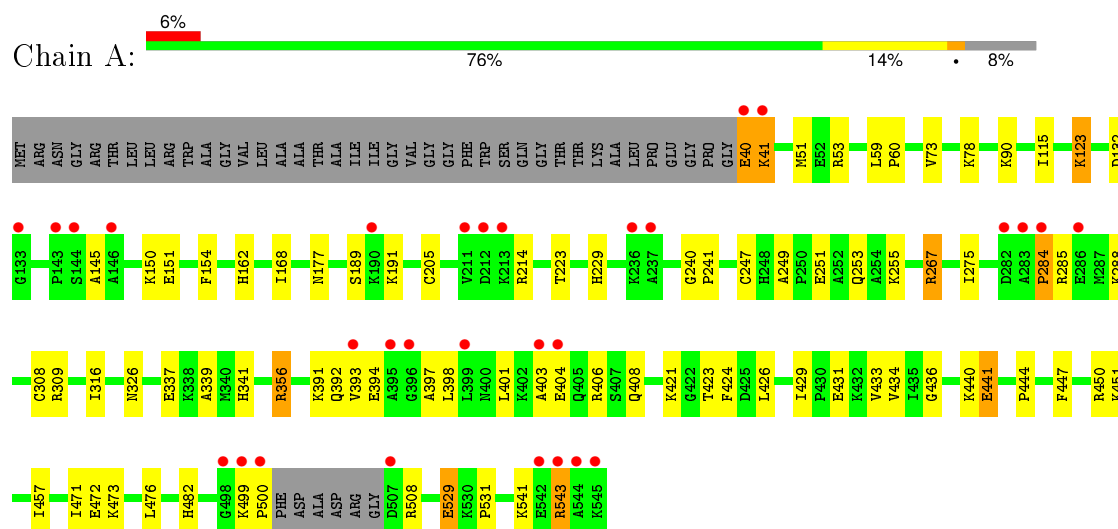 6%
Chain A:
76% 14% • 8%
MET ARG ASN GLY ARG THR LEU LEU ARG TRP ALA GLY VAL LEU ALA ALA THR ALA ILE ILE GLY VAL GLY GLY PHE TRP SER GLN GLY THR THR LYS ALA LEU PRO GLU GLY PRO GLY E40 K41 M51 E52 R53 L59 P60 V73 K78 K90 I115 K123 D132
G133 P143 S144 A145 A146 K150 E151 F154 H162 I168 N177 S189 K190 K191 C205 V211 D212 K213 R214 T223 H229 K236 A237 G240 P241 C247 H248 A249 P250 E251 A252 Q253 A254 K255 R267 I275 D282 A283 P284 R285 E286 M287 K288
C308 R309 I316 N326 E337 K338 A339 M340 H341 R356 K391 Q392 V393 E394 A395 G396 A397 L398 L399 N400 L401 K402 A403 E404 Q405 R406 S407 Q408 K421 G422 T423 F424 D425 L426 I429 P430 E431 K432 V433 V434 I435 G436 K440 E441 P444 F447 R450 K451
I457 I471 E472 K473 L476 H482 G498 K499 P500 PHE ASP ALA ASP ARG GLY D507 R508 E529 K530 P531 K541 E542 R543 A544 K545